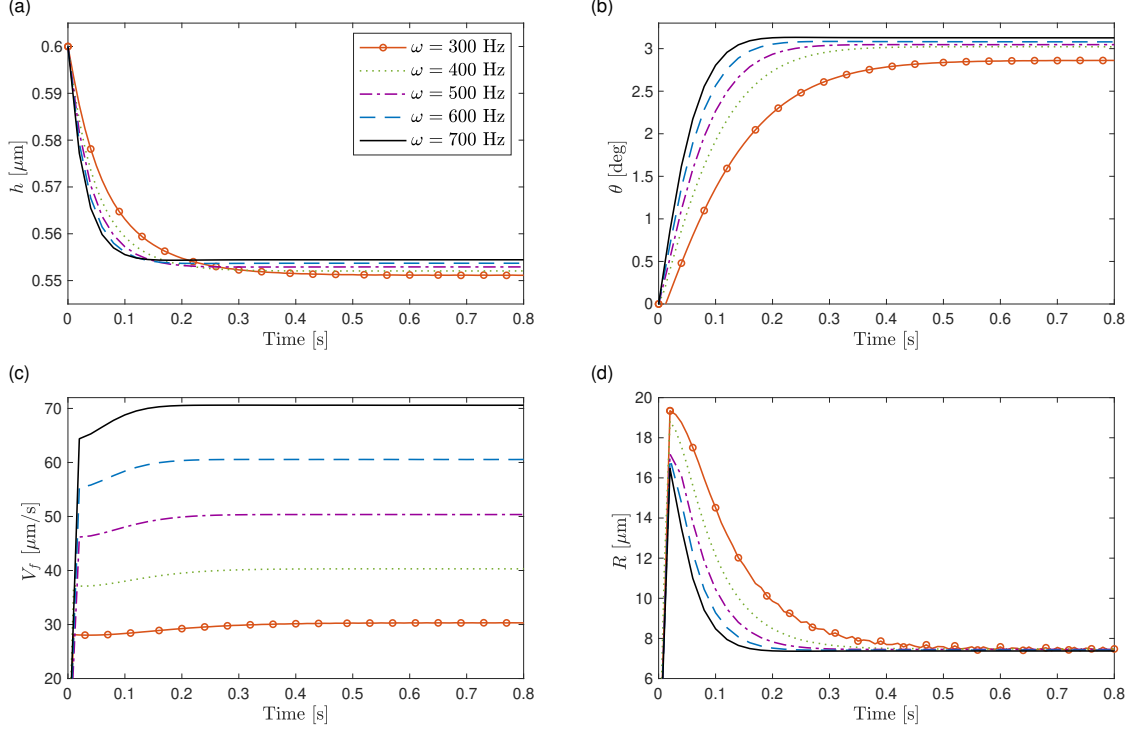 (a)
h [μm]
0.6
0.59
0.58
0.57
0.56
0.55
0 0.1 0.2 0.3 0.4 0.5 0.6 0.7 0.8
Time [s]
ω = 300 Hz
ω = 400 Hz
ω = 500 Hz
ω = 600 Hz
ω = 700 Hz
(b)
θ [deg]
3
2.5
2
1.5
1
0.5
0
0 0.1 0.2 0.3 0.4 0.5 0.6 0.7 0.8
Time [s]
(c)
V_f [μm/s]
70
60
50
40
30
20
0 0.1 0.2 0.3 0.4 0.5 0.6 0.7 0.8
Time [s]
(d)
R [μm]
20
18
16
14
12
10
8
6
0 0.1 0.2 0.3 0.4 0.5 0.6 0.7 0.8
Time [s]